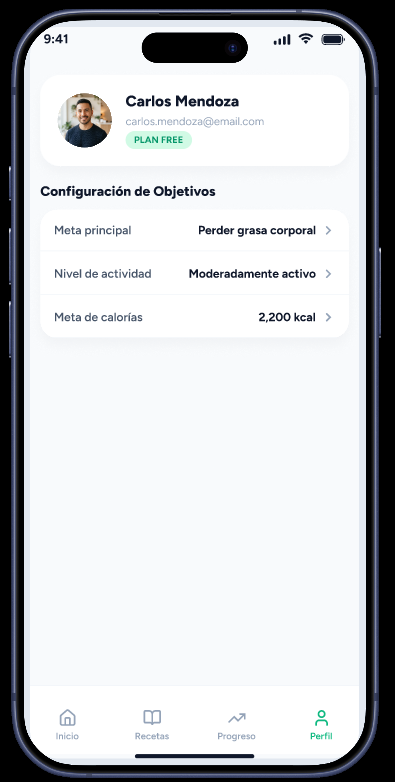 9:41
Carlos Mendoza
carlos.mendoza@email.com
PLAN FREE
Configuración de Objetivos
Meta principal Perder grasa corporal
Nivel de actividad Moderadamente activo
Meta de calorías 2,200 kcal
Inicio Recetas Progreso Perfil